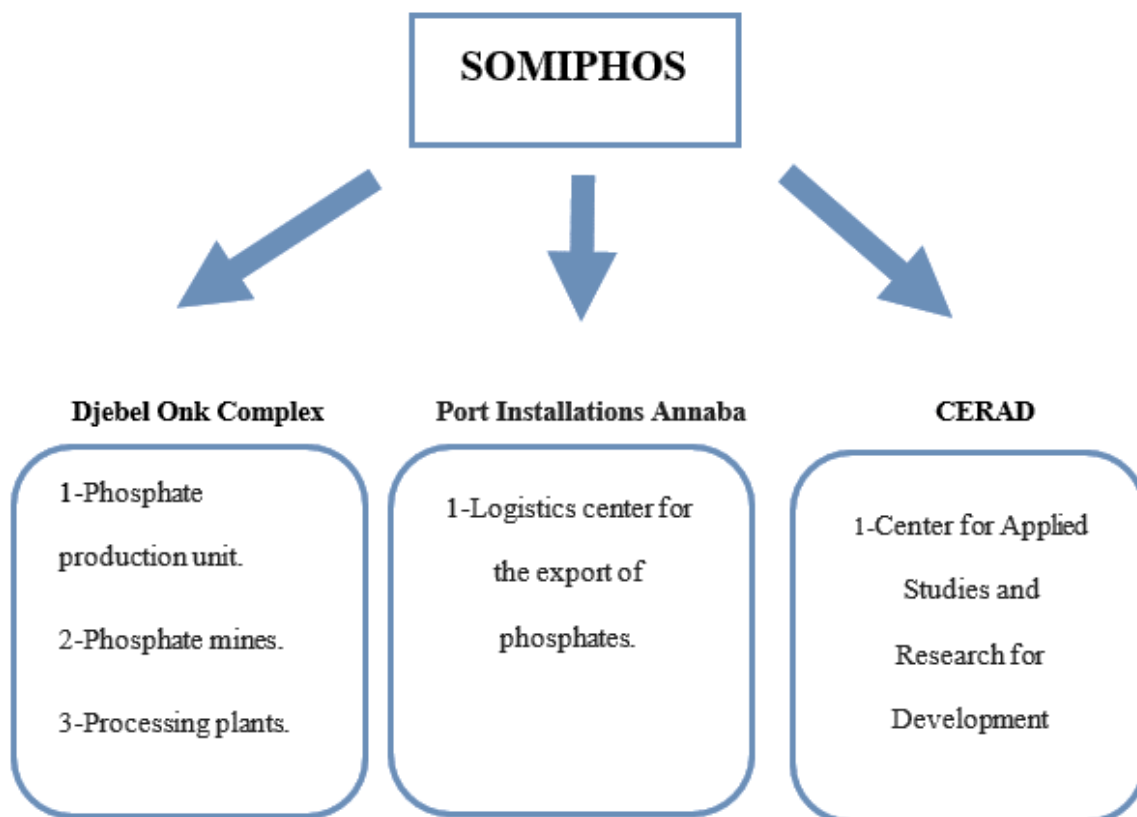 SOMIPHOS
Djebel Onk Complex
1-Phosphate
production unit.
2-Phosphate mines.
3-Processing plants.
Port Installations Annaba
1-Logistics center for
the export of
phosphates.
CERAD
1-Center for Applied
Studies and
Research for
Development